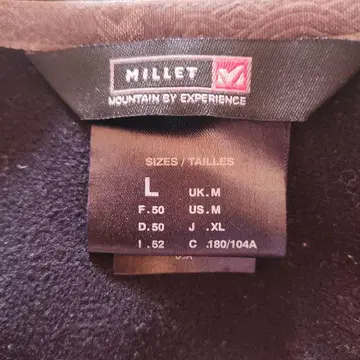 MILLET
MOUNTAIN BY EXPERIENCE
SIZES / TAILLES
L UK.M
F.50 US.M
D.50 J .XL
I .52 C .180/104A